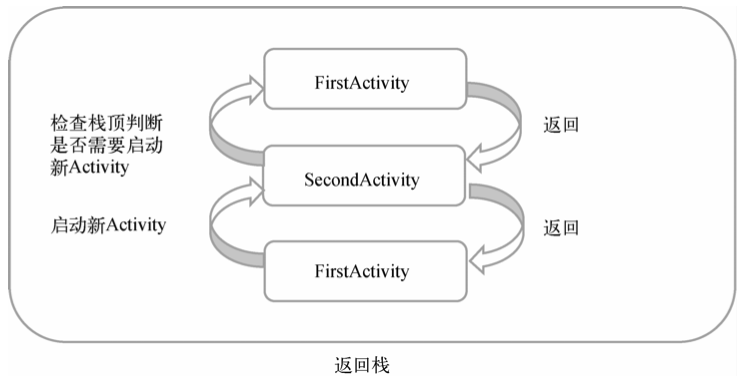 FirstActivity
检查栈顶判断
是否需要启动
新Activity
返回
SecondActivity
启动新Activity
返回
FirstActivity
返回栈